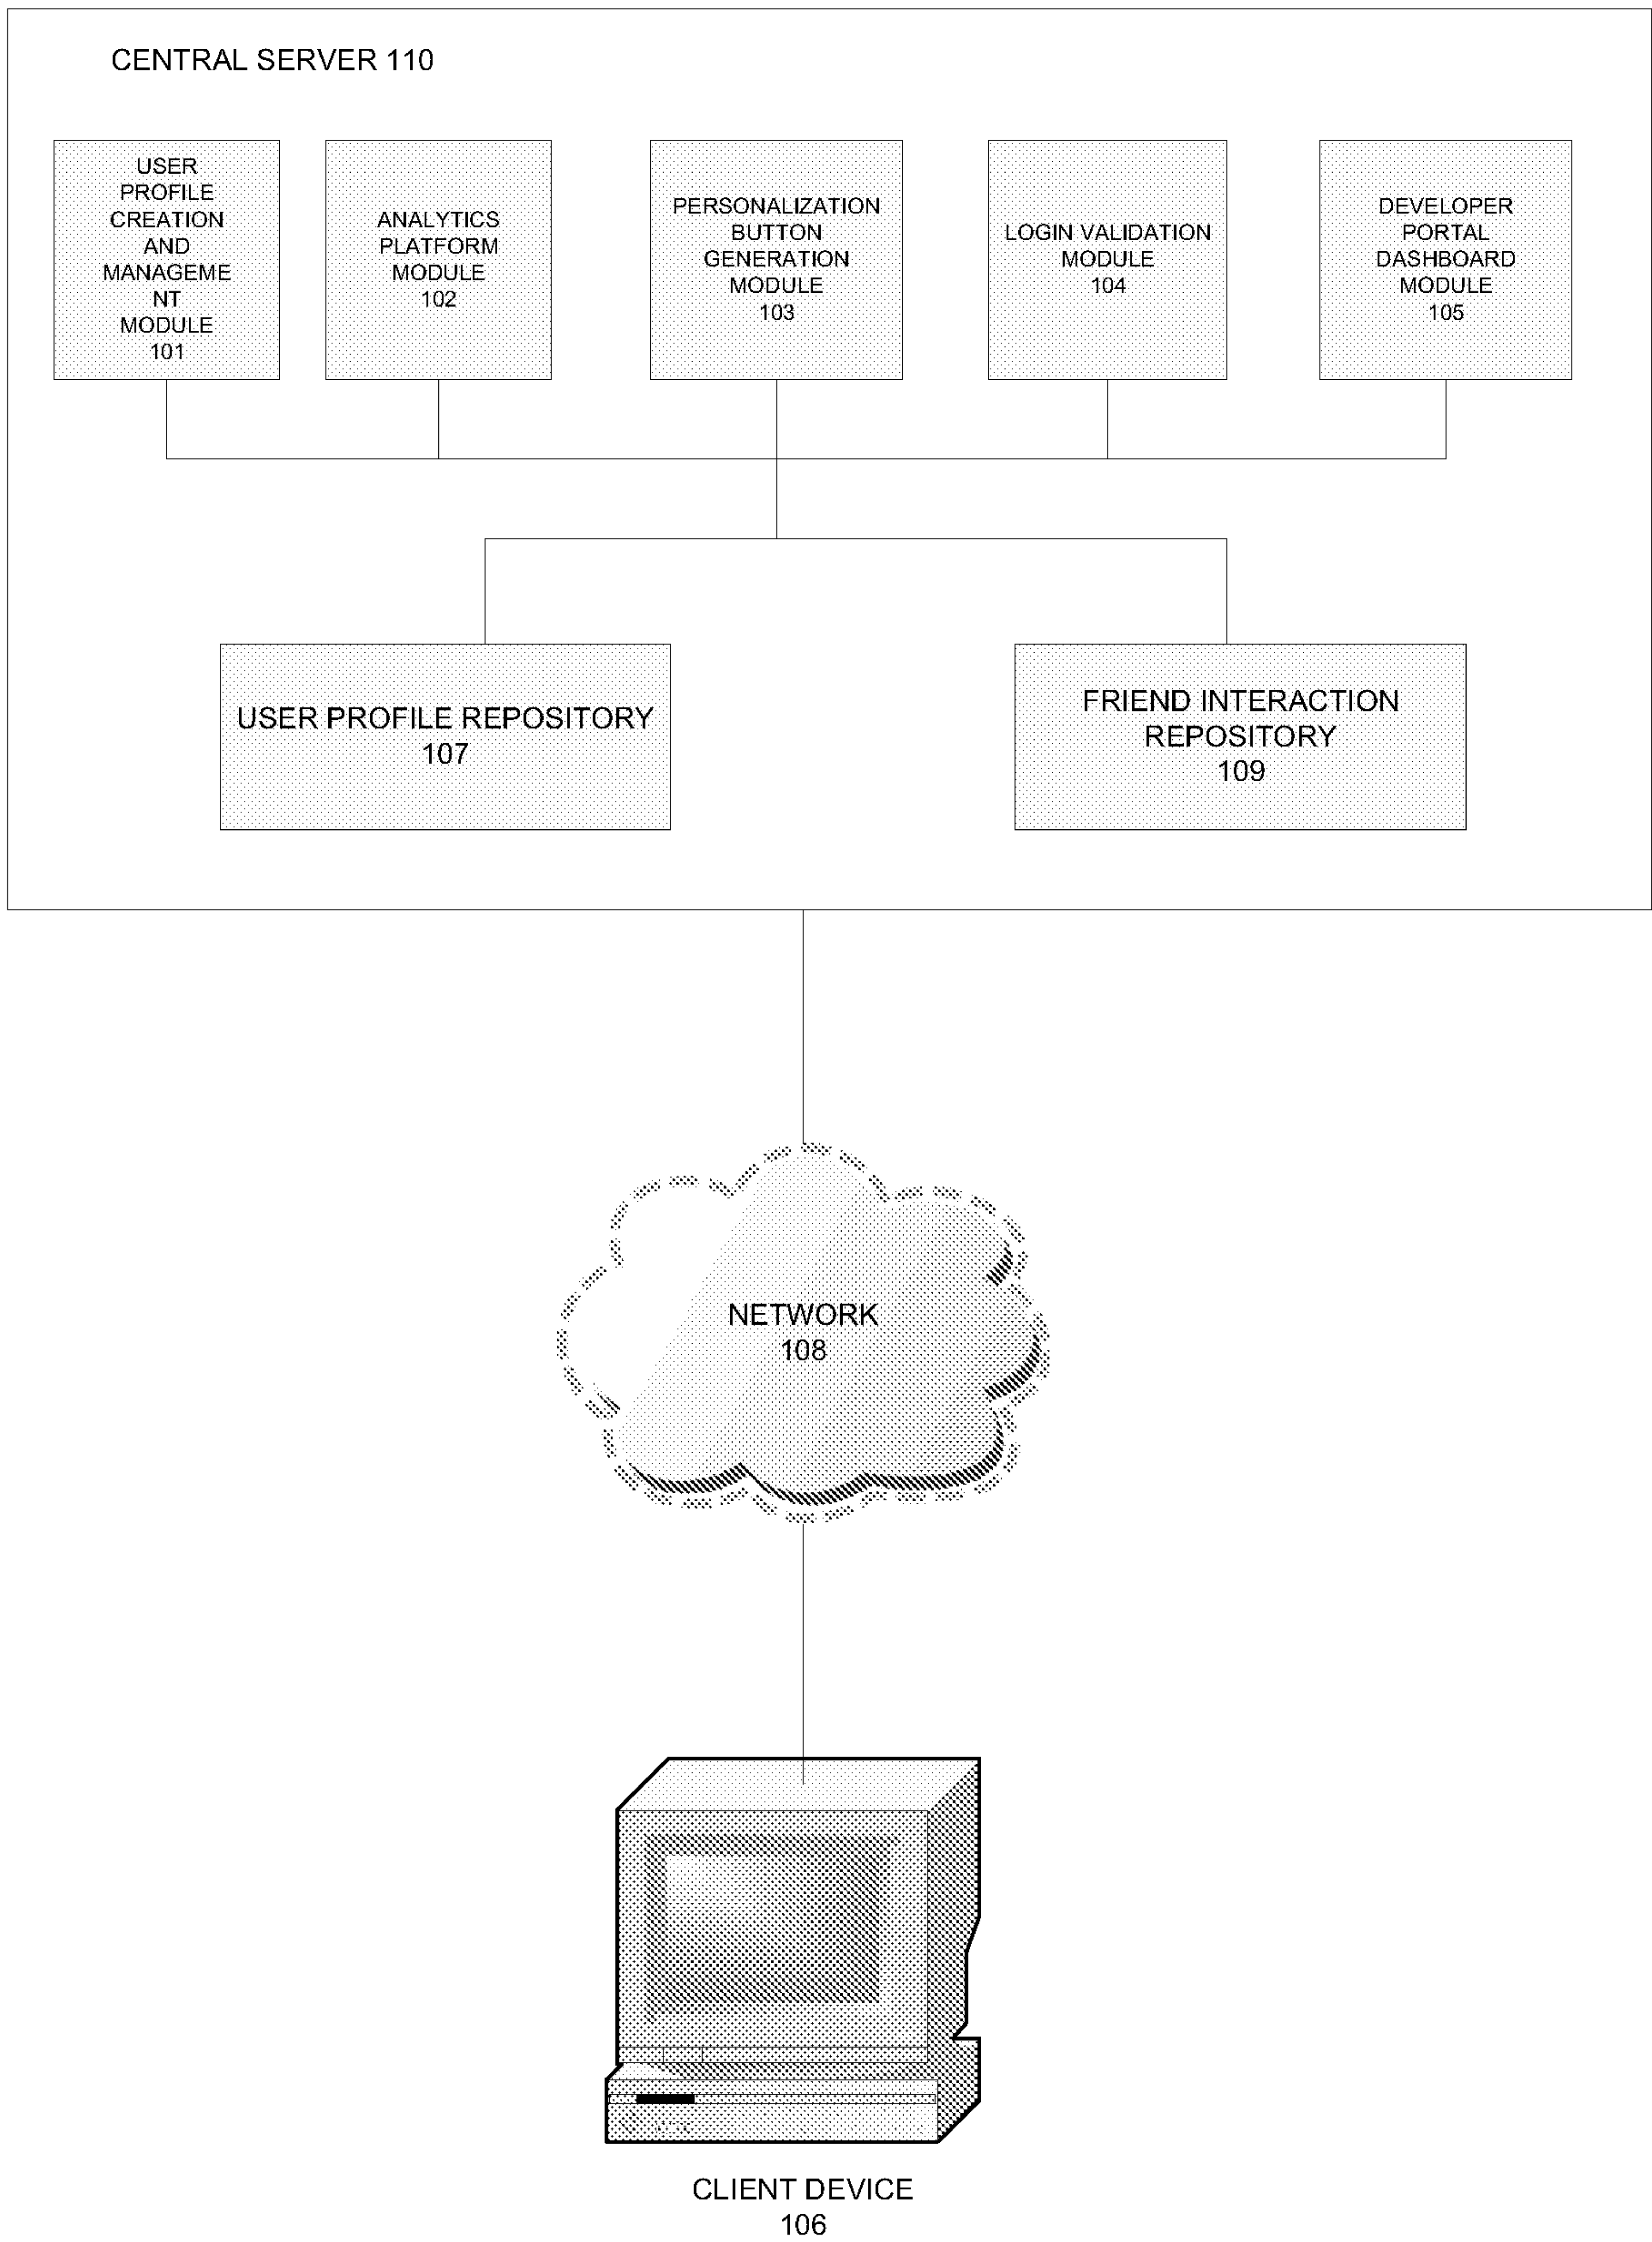 CENTRAL SERVER 110
USER
PROFILE
CREATION
AND
MANAGEME
NT
MODULE
101
ANALYTICS
PLATFORM
MODULE
102
PERSONALIZATION
BUTTON
GENERATION
MODULE
103
LOGIN VALIDATION
MODULE
104
DEVELOPER
PORTAL
DASHBOARD
MODULE
105
USER PROFILE REPOSITORY
107
FRIEND INTERACTION
REPOSITORY
109
NETWORK
108
CLIENT DEVICE
106